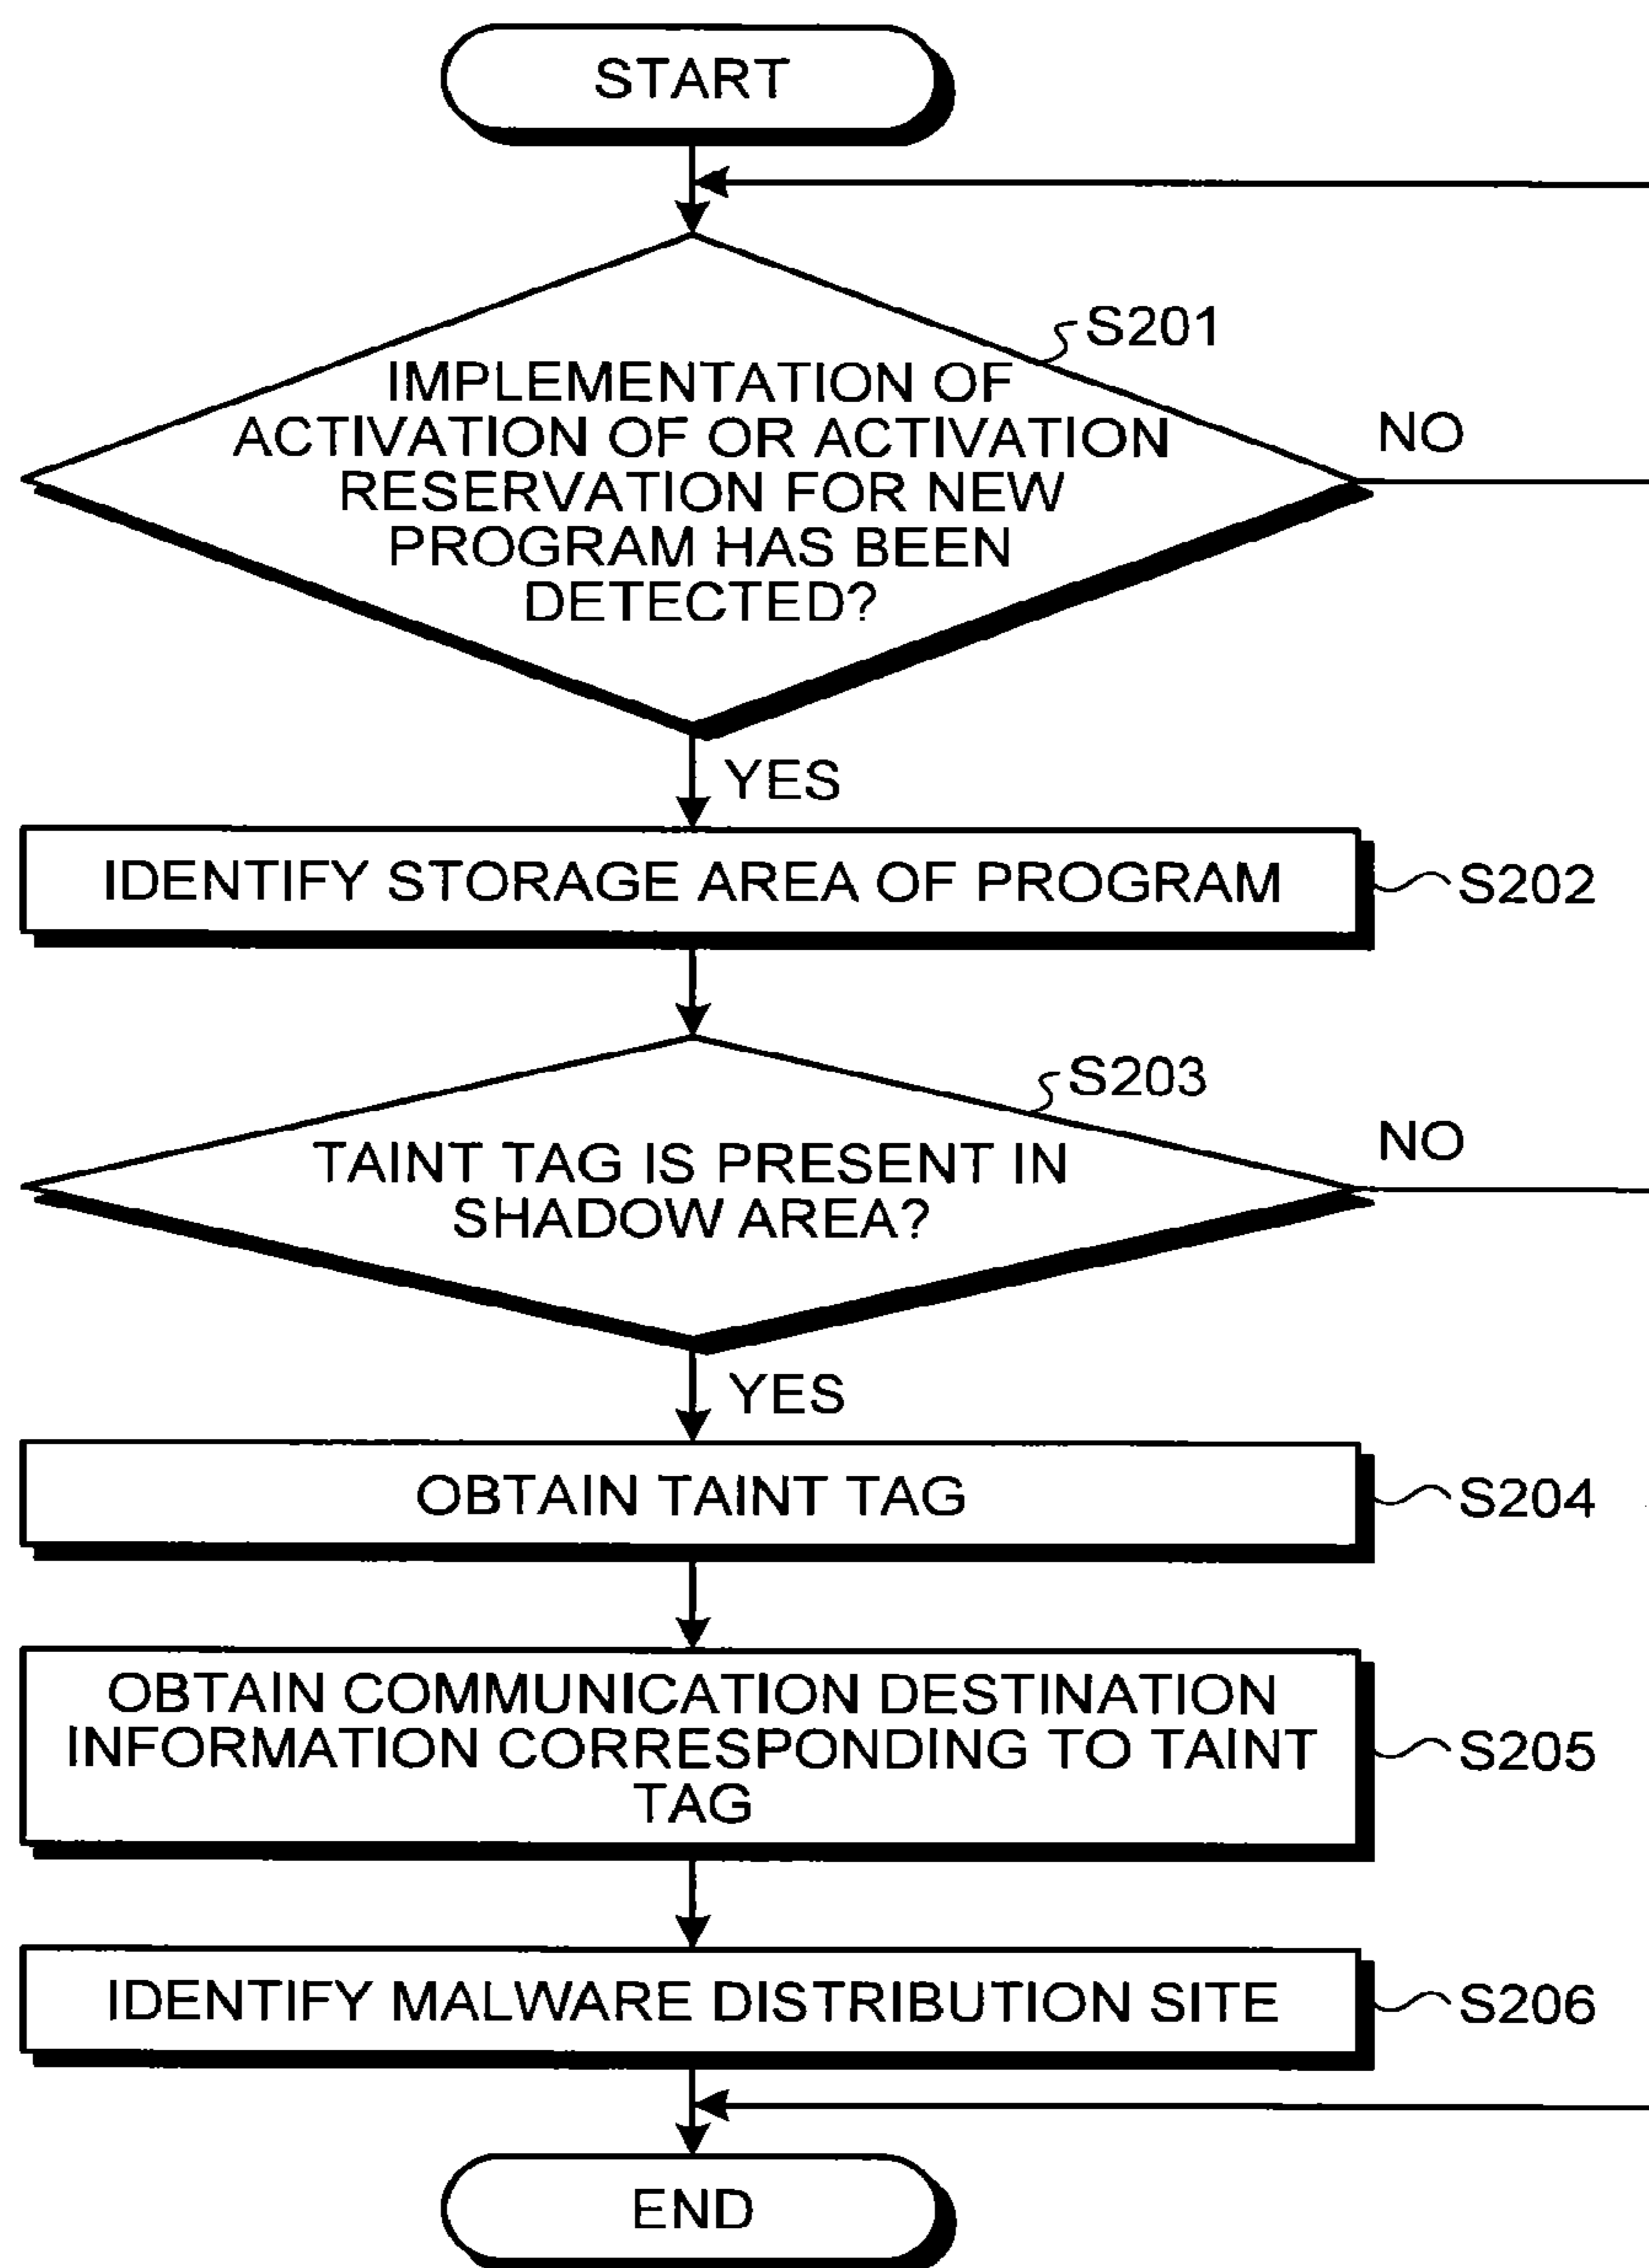 START
S201
IMPLEMENTATION OF
ACTIVATION OF OR ACTIVATION
RESERVATION FOR NEW
PROGRAM HAS BEEN
DETECTED?
NO
YES
IDENTIFY STORAGE AREA OF PROGRAM
S202
S203
TAINT TAG IS PRESENT IN
SHADOW AREA?
NO
YES
OBTAIN TAINT TAG
S204
OBTAIN COMMUNICATION DESTINATION
INFORMATION CORRESPONDING TO TAINT
TAG
S205
IDENTIFY MALWARE DISTRIBUTION SITE
S206
END